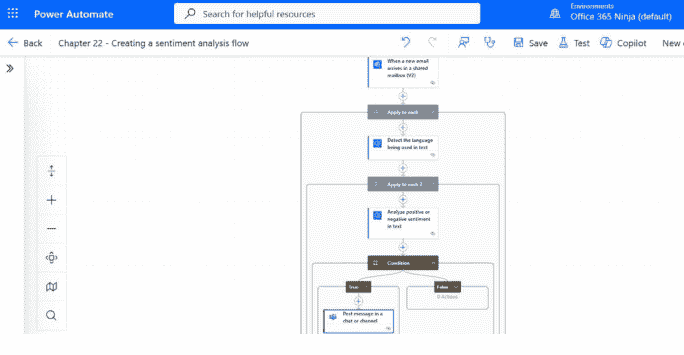 Power Automate
Search for helpful resources
Environments
Office 365 Ninja (default)
Back
Chapter 22 - Creating a sentiment analysis flow
Save
Test
Copilot
New
When a new email
arrives in a shared
mailbox (V2)
Apply to each
Detect the language
being used in text
Apply to each 2
Analyze positive or
negative sentiment
in text
Condition
True
False
0 Actions
Post message in a
chat or channel